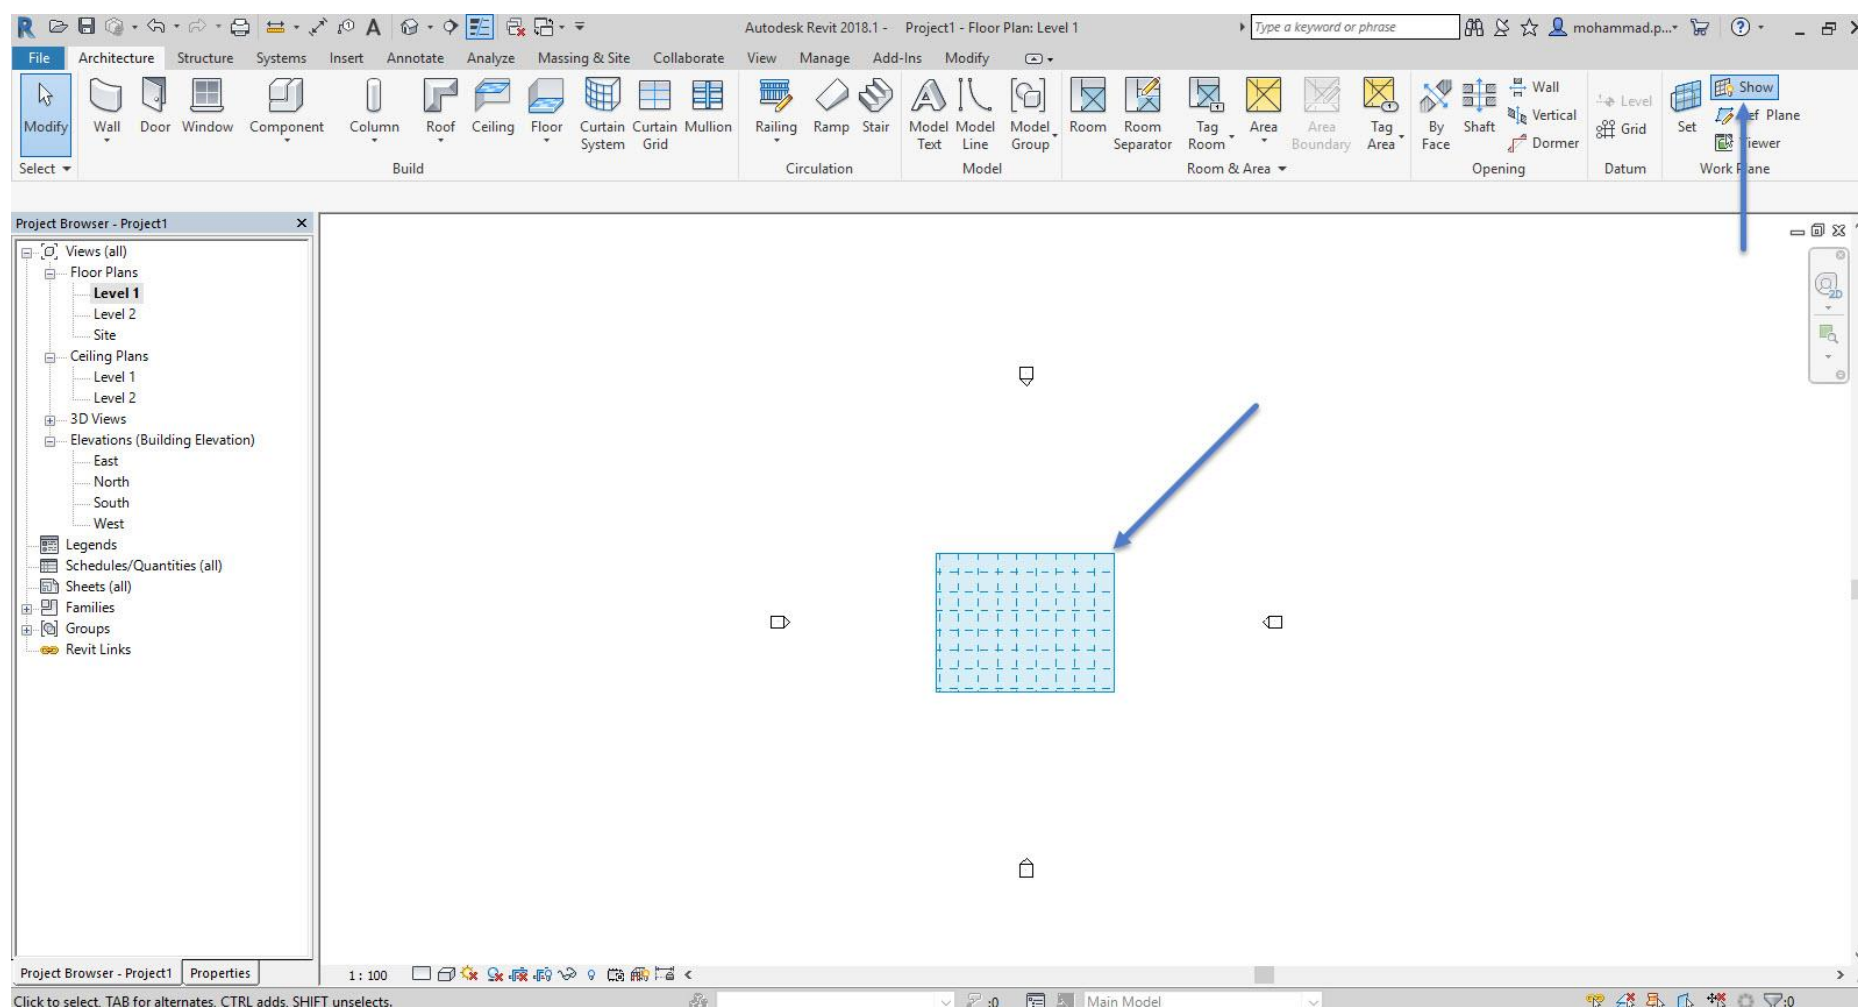 Autodesk Revit 2018.1 - Project1 - Floor Plan: Level 1
Type a keyword or phrase
mohammad.p...
File Architecture Structure Systems Insert Annotate Analyze Massing & Site Collaborate View Manage Add-Ins Modify
Modify
Wall Door Window Component Column Roof Ceiling Floor Curtain System Curtain Grid Mullion
Railing Ramp Stair
Model Text Model Line Model Group
Room Room Separator Tag Room Area Area Boundary Tag Area
By Face Shaft Wall Vertical Dormer
Level Grid
Set Show
Plane
Select Build Circulation Model Room & Area Opening Datum Work
Project Browser - Project1
Views (all)
Floor Plans
Level 1
Level 2
Site
Ceiling Plans
Level 1
Level 2
3D Views
Elevations (Building Elevation)
East
North
South
West
Legends
Schedules/Quantities (all)
Sheets (all)
Families
Groups
Revit Links
2D
Project Browser - Project1 Properties
1 : 100
Click to select, TAB for alternates, CTRL adds, SHIFT unselects.
:0 Main Model :0